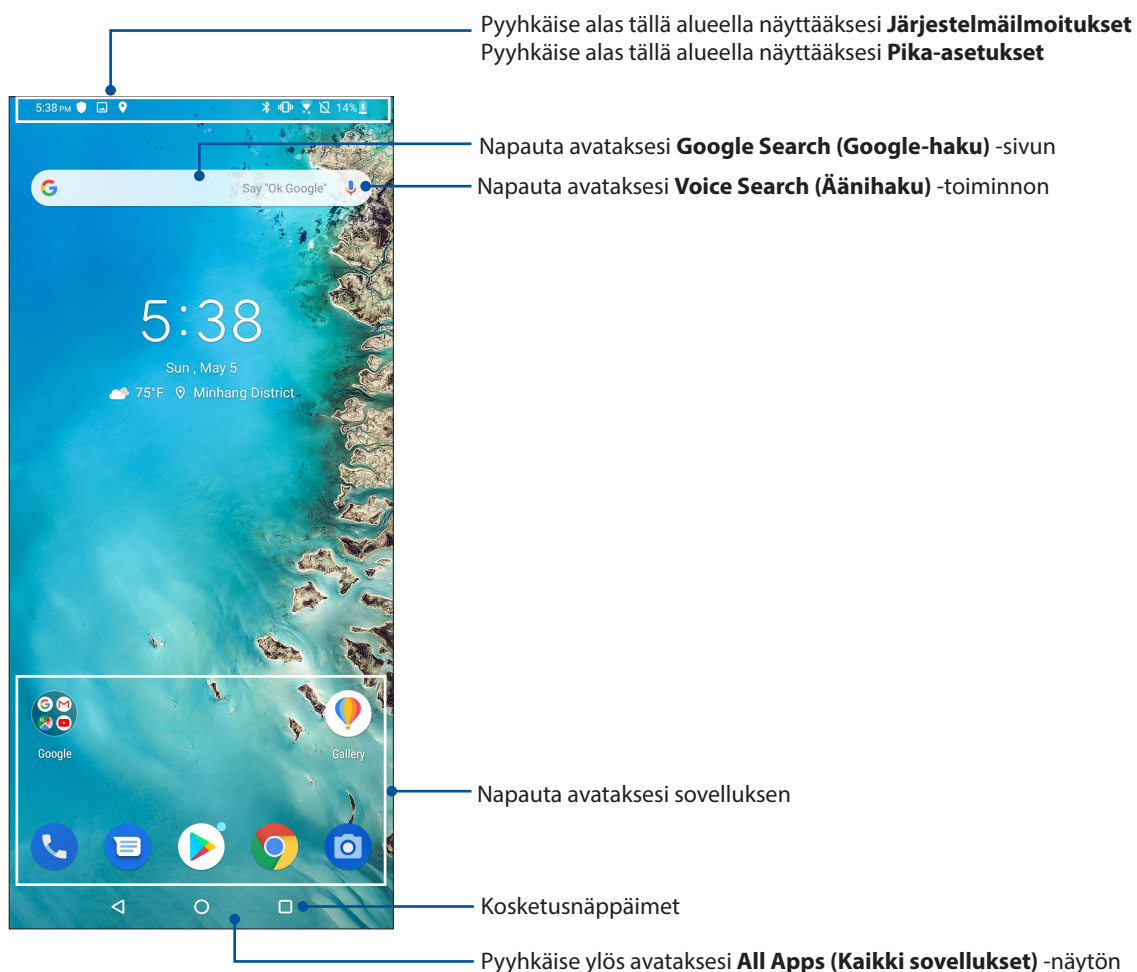 Pyyhkäise alas tällä alueella näyttääksesi Järjestelmäilmoitukset
Pyyhkäise alas tällä alueella näyttääksesi Pika-asetukset
5:38 PM 14%
Napauta avataksesi Google Search (Google-haku) -sivun
Say "Ok Google"
Napauta avataksesi Voice Search (Äänihaku) -toiminnon
5:38
Sun , May 5
75°F Minhang District
Google Gallery
Napauta avataksesi sovelluksen
Kosketusnäppäimet
Pyyhkäise ylös avataksesi All Apps (Kaikki sovellukset) -näytön